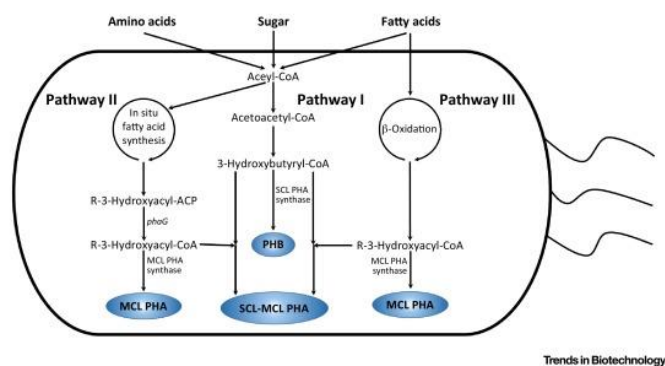 Amino acids
Sugar
Fatty acids
Aceyl-CoA
Pathway II
Pathway I
Pathway III
In situ
fatty acid
synthesis
Acetoacetyl-CoA
β-Oxidation
3-Hydroxybutyryl-CoA
SCL PHA
synthase
R-3-Hydroxyacyl-ACP
phaG
R-3-Hydroxyacyl-CoA
PHB
R-3-Hydroxyacyl-CoA
MCL PHA
synthase
MCL PHA
synthase
MCL PHA
SCL-MCL PHA
MCL PHA
Trends in Biotechnology